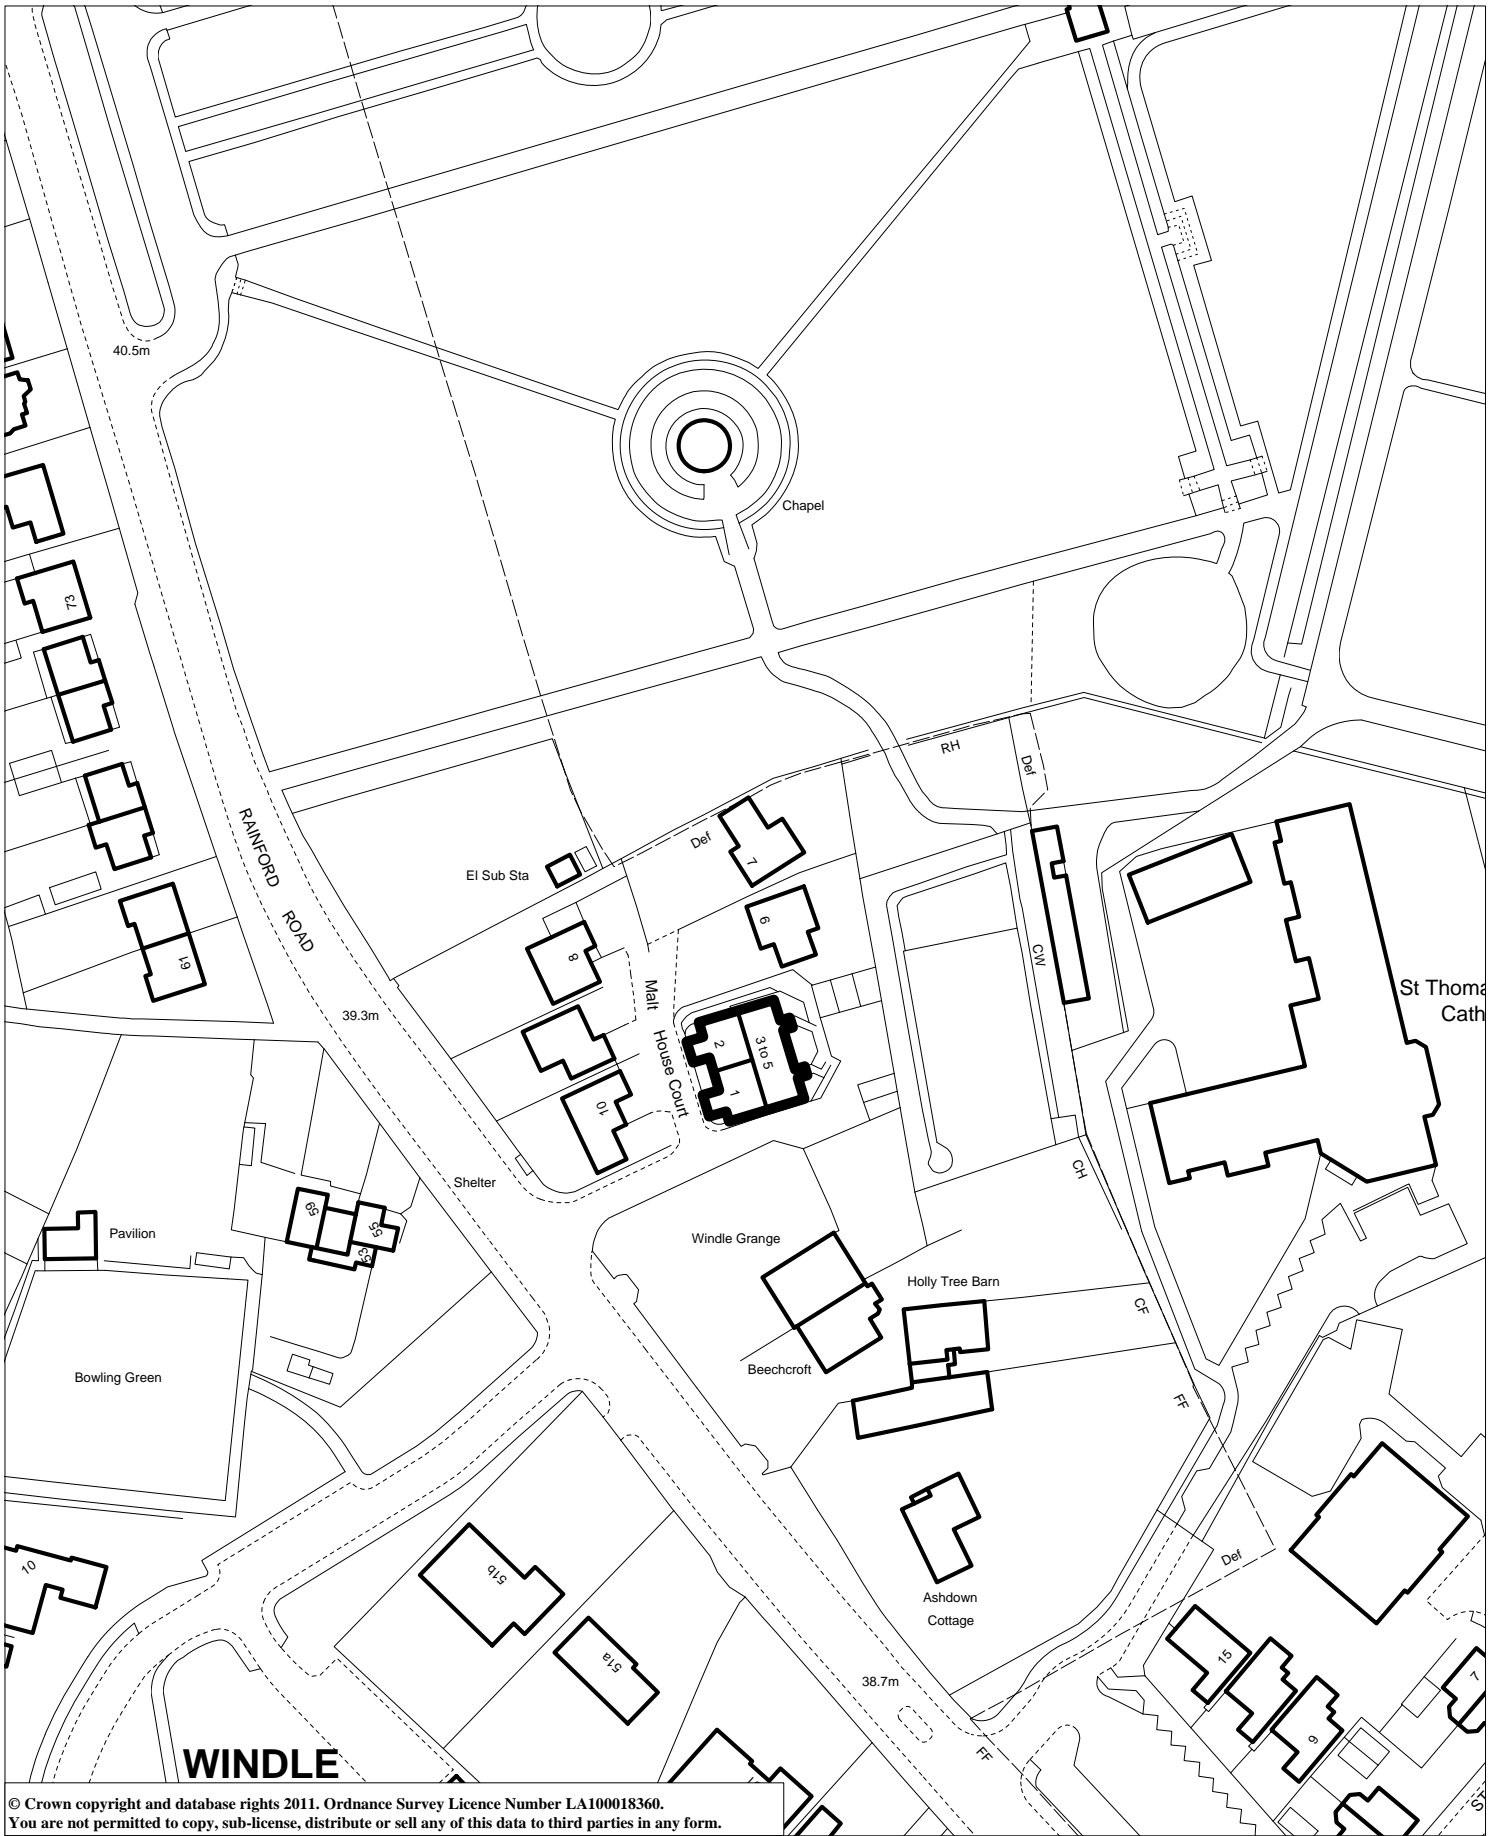 40.5m
Chapel
73
RH
Def
RAINFORD ROAD
Def
7
El Sub Sta
6
8
61
CW
Malt House Court
39.3m
St Thoma
Cath
2
3 to 5
1
10
CH
Shelter
59
55
53
Pavilion
Windle Grange
Holly Tree Barn
CF
Beechcroft
Bowling Green
FF
10
51b
Def
Ashdown
Cottage
51a
15
7
38.7m
9
FF
WINDLE
ST
© Crown copyright and database rights 2011. Ordnance Survey Licence Number LA100018360.
You are not permitted to copy, sub-license, distribute or sell any of this data to third parties in any form.